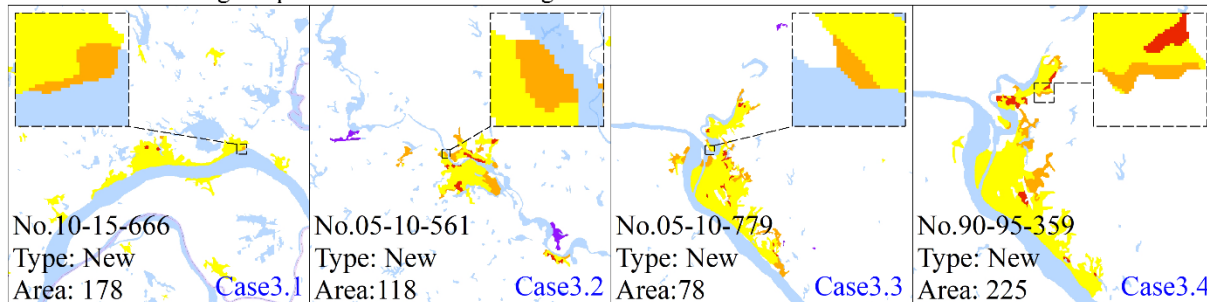 No.10-15-666
Type: New
Area: 178
Case3.1
No.05-10-561
Type: New
Area:118
Case3.2
No.05-10-779
Type: New
Area:78
Case3.3
No.90-95-359
Type: New
Area: 225
Case3.4